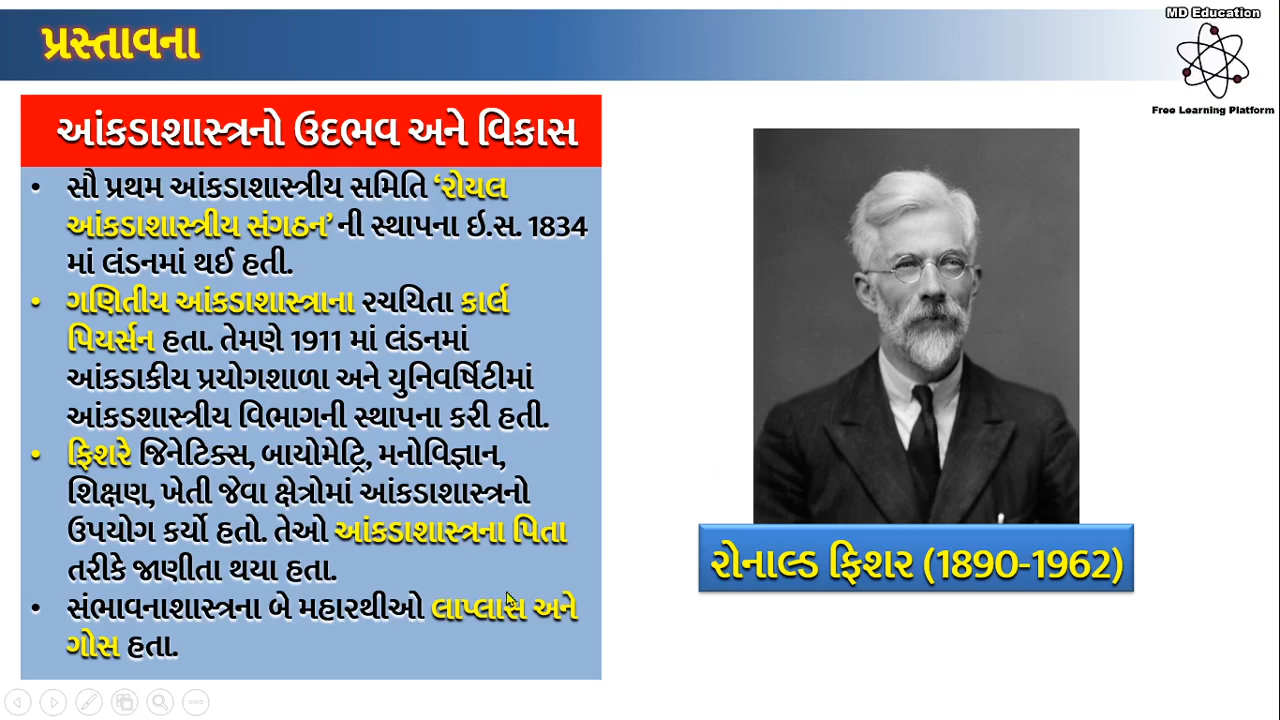 પ્રસ્તાવના
MD Education
Free Learning Platform
આંકડાશાસ્ત્રનો ઉદભવ અને વિકાસ
• સૌ પ્રથમ આંકડાશાસ્ત્રીય સમિતિ ‘રોયલ
આંકડાશાસ્ત્રીય સંગઠન’ ની સ્થાપના ઇ.સ. 1834
માં લંડનમાં થઈ હતી.
• ગણિતીય આંકડાશાસ્ત્રાના રચયિતા કાર્લ
પિયર્સન હતા. તેમણે 1911 માં લંડનમાં
આંકડાકીય પ્રયોગશાળા અને યુનિવર્ષિટીમાં
આંકડશાસ્ત્રીય વિભાગની સ્થાપના કરી હતી.
• ફિશરે જિનેટિક્સ, બાયોમેટ્રિ, મનોવિજ્ઞાન,
શિક્ષણ, ખેતી જેવા ક્ષેત્રોમાં આંકડાશાસ્ત્રનો
ઉપયોગ કર્યો હતો. તેઓ આંકડાશાસ્ત્રના પિતા
તરીકે જાણીતા થયા હતા.
• સંભાવનાશાસ્ત્રના બે મહારથીઓ લાપ્લાસ અને
ગોસ હતા.
રોનાલ્ડ ફિશર (1890-1962)